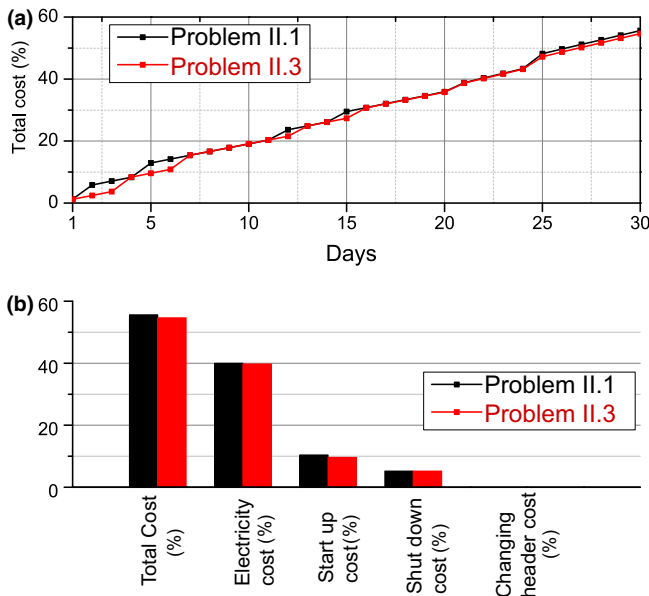 (a)
Total cost (%)
60
40
20
0
Problem II.1
Problem II.3
1
5
10
15
20
25
30
Days
(b)
60
40
20
0
Problem II.1
Problem II.3
Total Cost
(%)
Electricity
cost (%)
Start up
cost(%)
Shut down
cost (%)
Changing
header cost
(%)